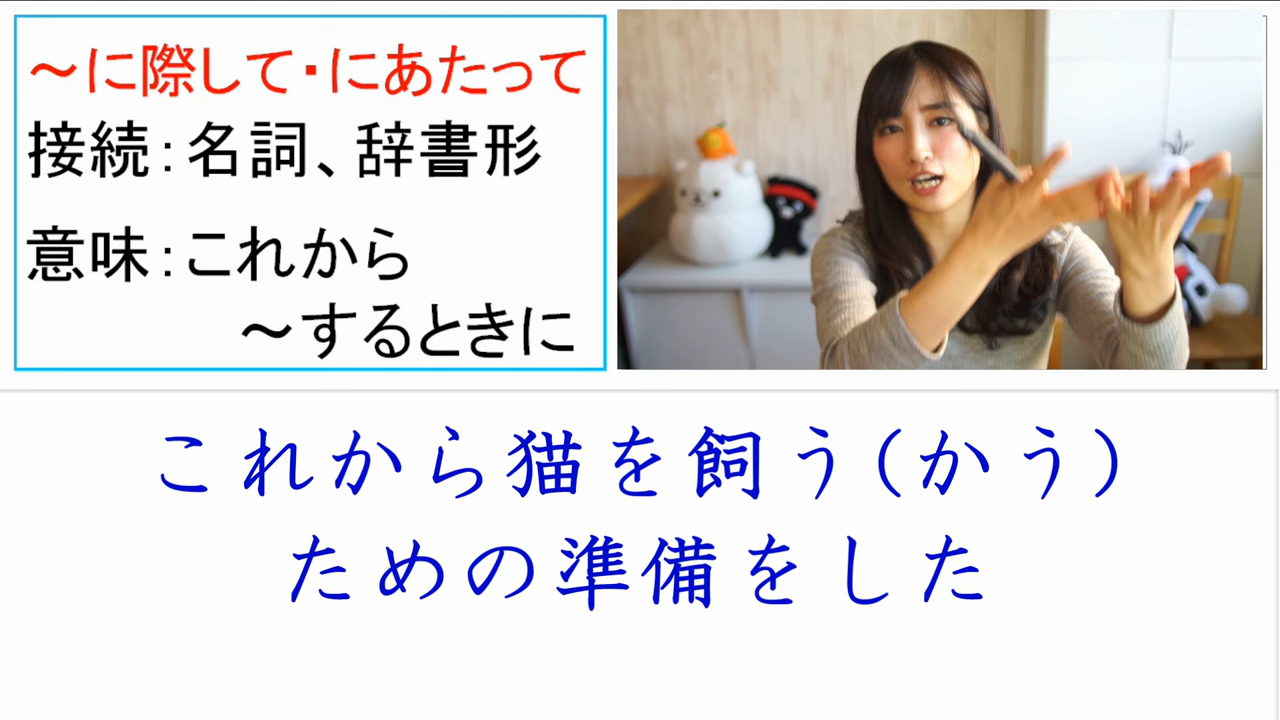 ～に際して・にあたって
接続：名詞、辞書形
意味：これから
～するときに
これから猫を飼う(かう)
ための準備をした